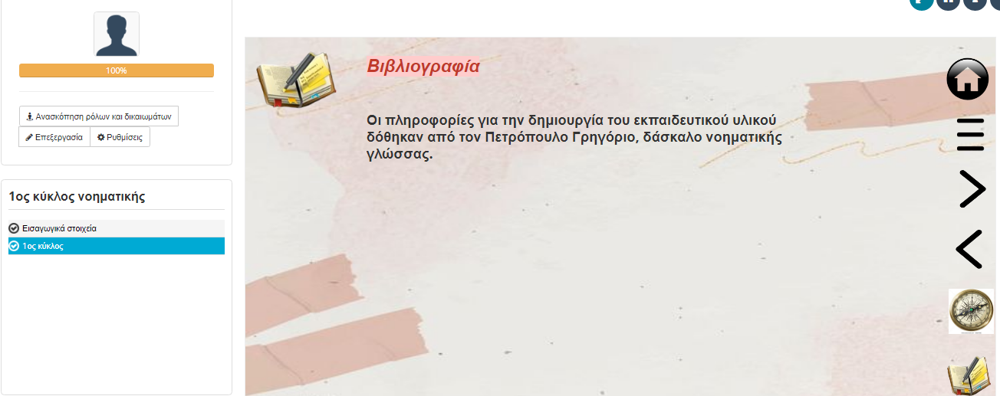 100%
Ανασκόπηση ρόλων και δικαιωμάτων
Επεξεργασία
Ρυθμίσεις
1ος κύκλος νοηματικής
Εισαγωγικά στοιχεία
1ος κύκλος
Βιβλιογραφία
Οι πληροφορίες για την δημιουργία του εκπαιδευτικού υλικού
δόθηκαν από τον Πετρόπουλο Γρηγόριο, δάσκαλο νοηματικής
γλώσσας.